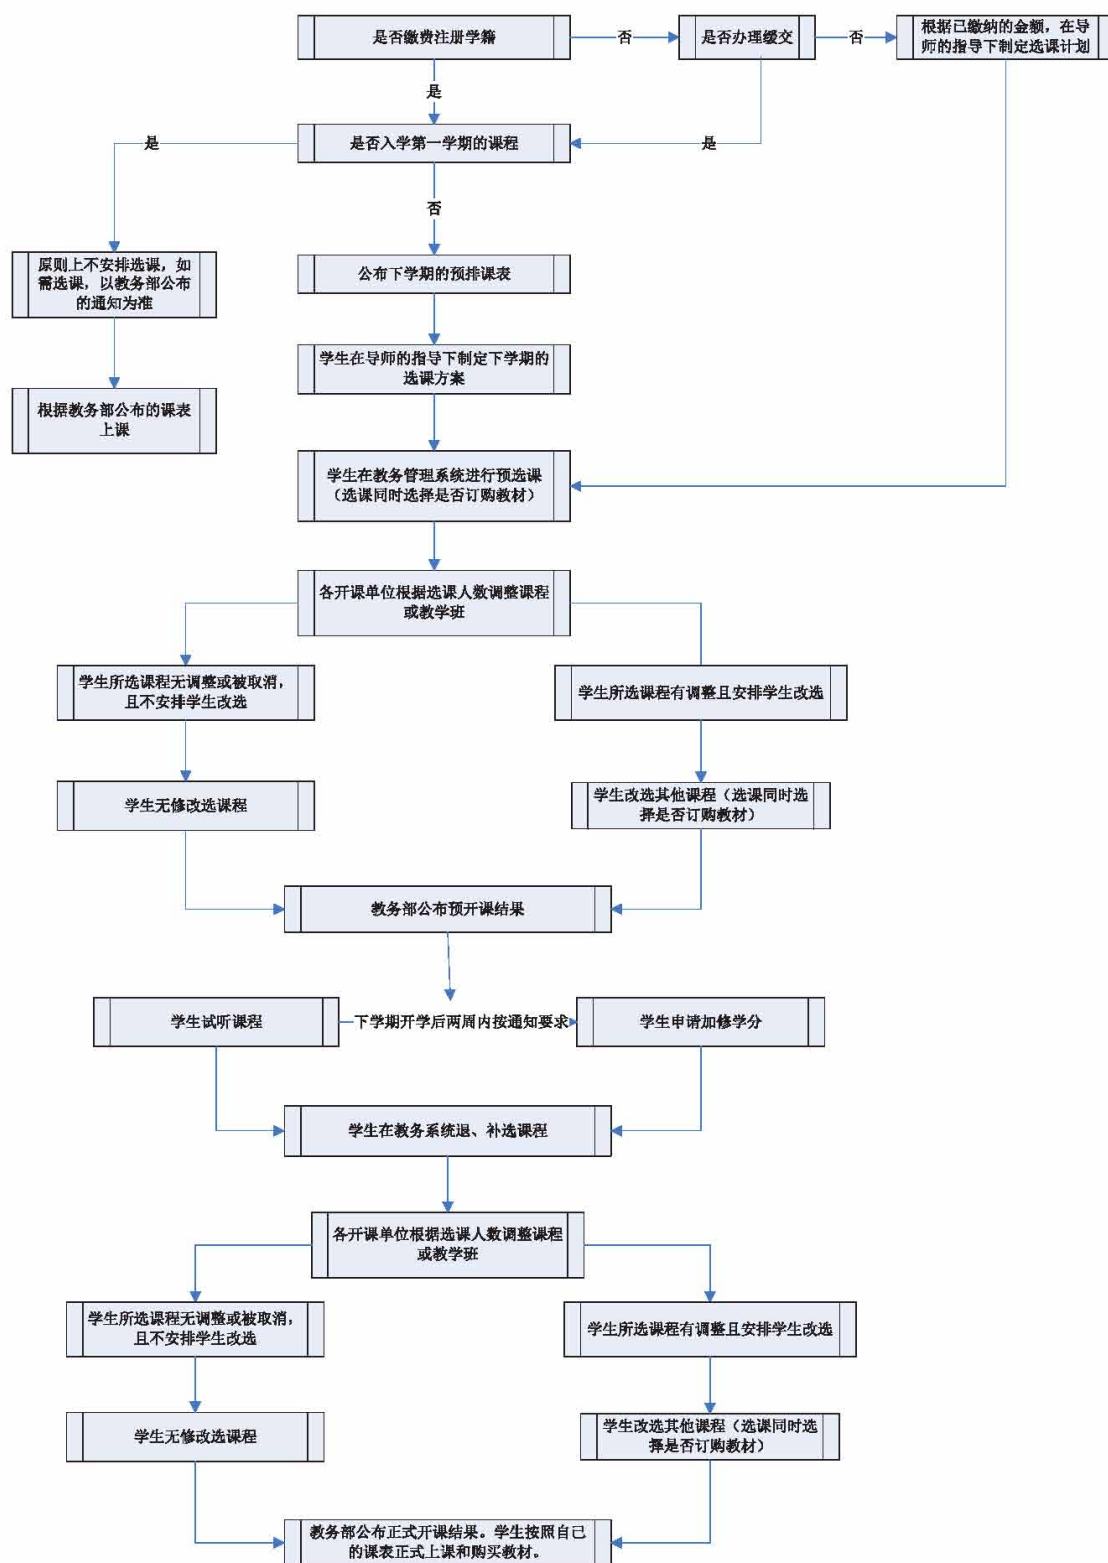 是否缴费注册学籍
否
是否办理缓交
否
根据已缴纳的金额，在导
师的指导下制定选课计划
是
是
是否入学第一学期的课程
是
否
原则上不安排选课，如
需选课，以教务部公布
的通知为准
公布下学期的预排课表
学生在导师的指导下制定下学期的
选课方案
根据教务部公布的课表
上课
学生在教务管理系统进行预选课
（选课同时选择是否订购教材）
各开课单位根据选课人数调整课程
或教学班
学生所选课程无调整或被取消，
且不安排学生改选
学生所选课程有调整且安排学生改选
学生无修改选课程
学生改选其他课程（选课同时选
择是否订购教材）
教务部公布预开课结果
学生试听课程
下学期开学后两周内按通知要求
学生申请加修学分
学生在教务系统退、补选课程
各开课单位根据选课人数调整课程
或教学班
学生所选课程无调整或被取消，
且不安排学生改选
学生所选课程有调整且安排学生改选
学生无修改选课程
学生改选其他课程（选课同时选
择是否订购教材）
教务部公布正式开课结果。学生按照自己
的课表正式上课和购买教材。